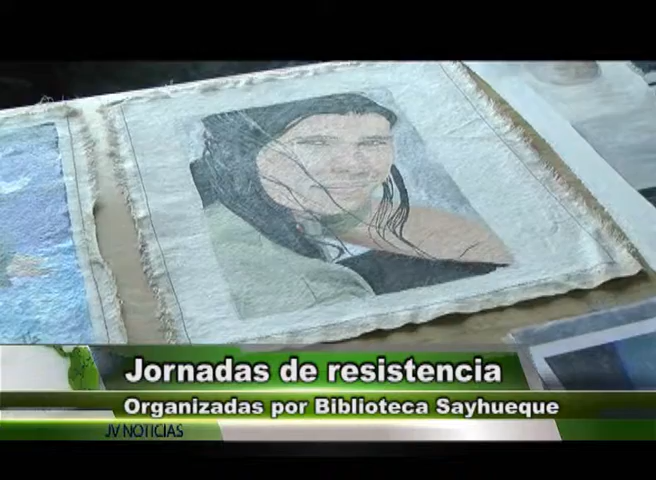 Jornadas de resistencia
Organizadas por Biblioteca Sayhueque
JV NOTICIAS